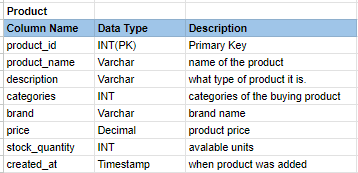 Product
Column Name Data Type Description
product_id INT(PK) Primary Key
product_name Varchar name of the product
description Varchar what type of product it is.
categories INT categories of the buying product
brand Varchar brand name
price Decimal product price
stock_quantity INT avalable units
created_at Timestamp when product was added